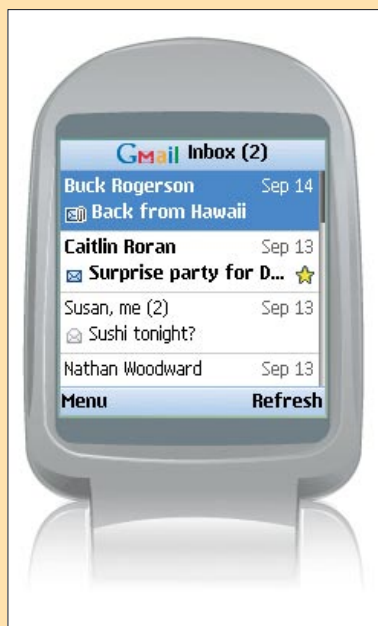 Gmail Inbox (2)
Buck Rogerson Sep 14
Back from Hawaii
Caitlin Roran Sep 13
Surprise party for D...
Susan, me (2) Sep 13
Sushi tonight?
Nathan Woodward Sep 13
Menu Refresh